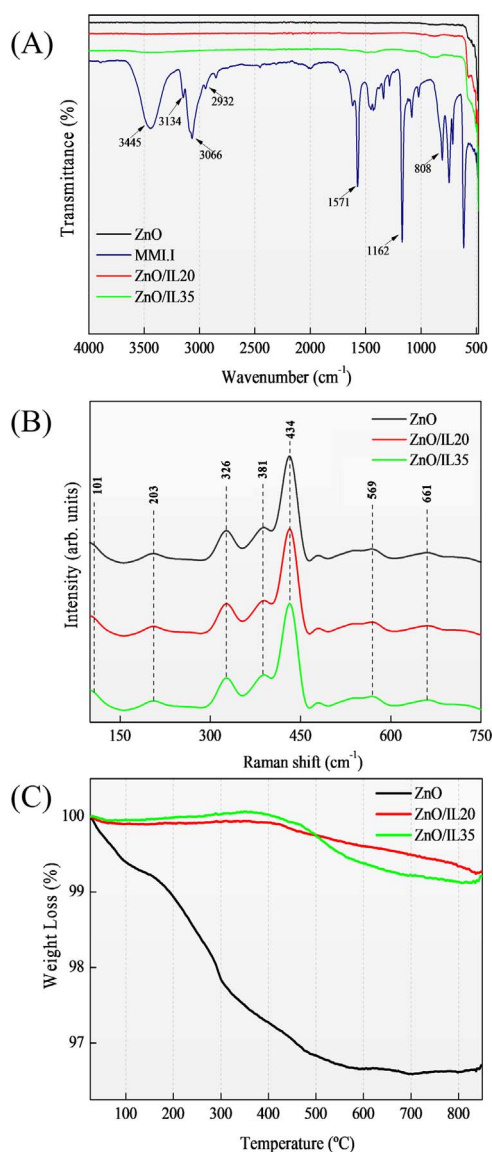 (A)
Transmittance (%)
3445
3134
3066
2932
1571
1162
808
ZnO
MMI.I
ZnO/IL20
ZnO/IL35
4000 3500 3000 2500 2000 1500 1000 500
Wavenumber (cm⁻¹)
(B)
Intensity (arb. units)
101
203
326
381
434
569
661
ZnO
ZnO/IL20
ZnO/IL35
150 300 450 600 750
Raman shift (cm⁻¹)
(C)
Weight Loss (%)
ZnO
ZnO/IL20
ZnO/IL35
100
99
98
97
100 200 300 400 500 600 700 800
Temperature (ºC)